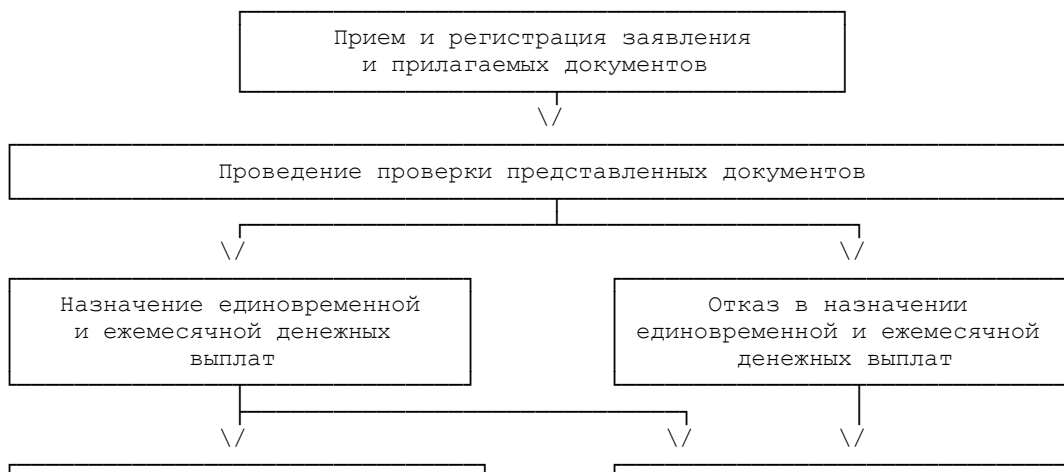 Прием и регистрация заявления
и прилагаемых документов
Проведение проверки представленных документов
Назначение единовременной
и ежемесячной денежных
выплат
Отказ в назначении
единовременной и ежемесячной
денежных выплат